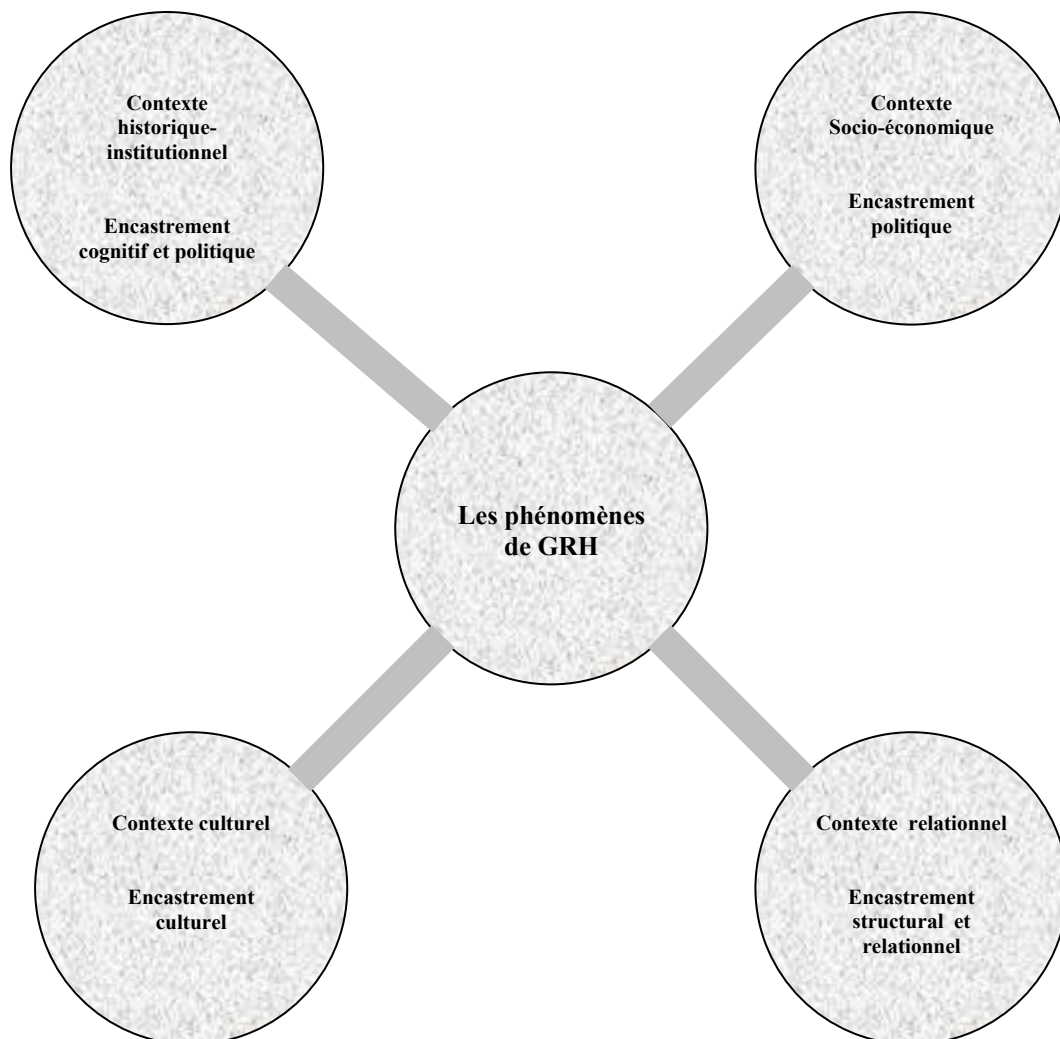 Contexte
historique-
institutionnel
Encastrement
cognitif et politique
Contexte
Socio-économique
Encastrement
politique
Les phénomènes
de GRH
Contexte culturel
Encastrement
culturel
Contexte relationnel
Encastrement
structural et
relationnel